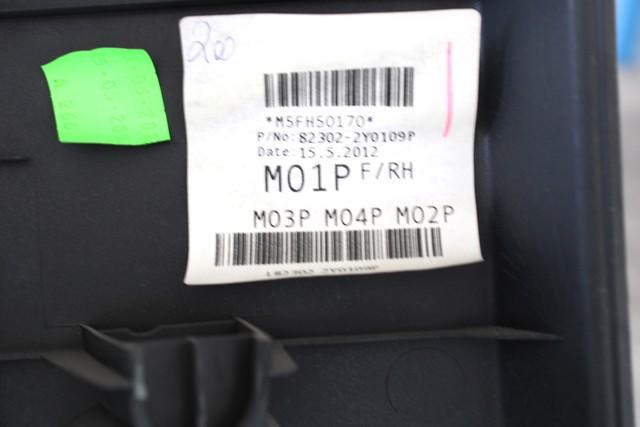 200
*M5FH50170*
P/No: 82302-2Y0109P
Date: 15.5.2012
M01P F/RH
M03P M04P M02P